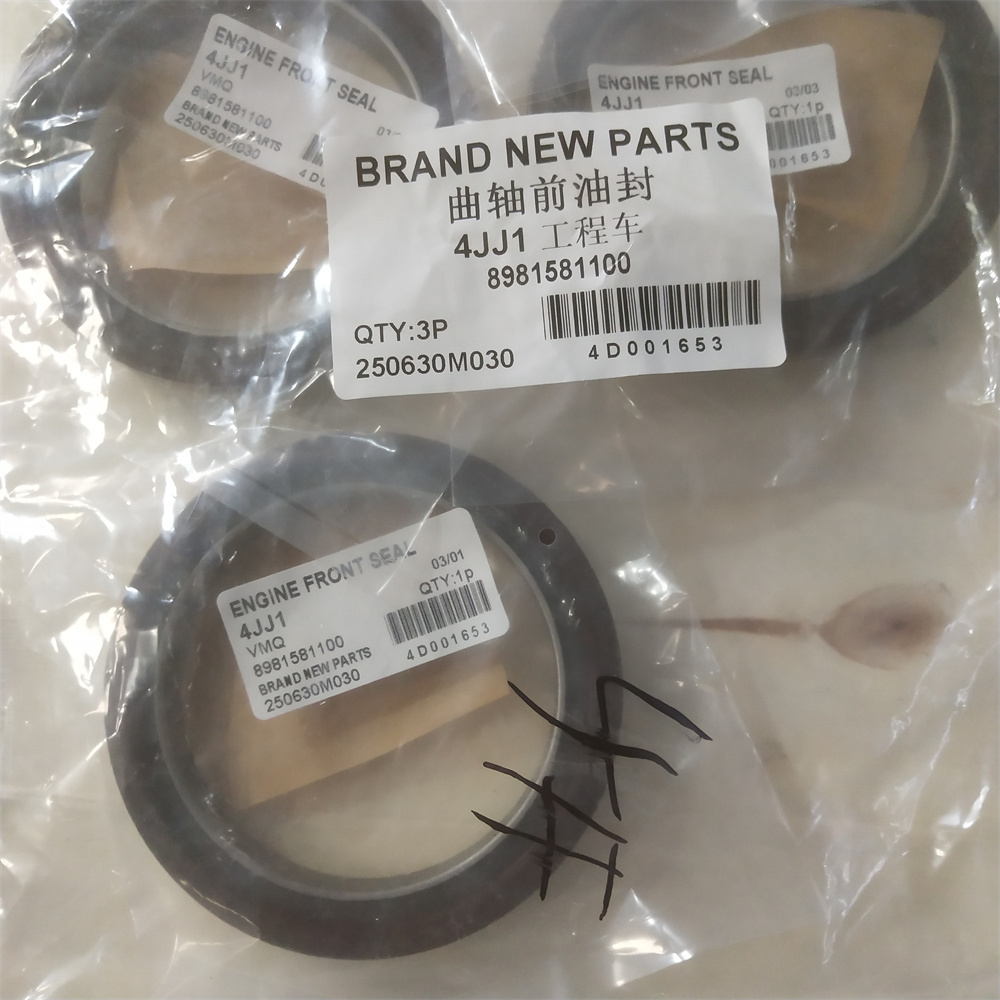 ENGINE FRONT SEAL
4JJ1
VMQ
8981581100
BRAND NEW PARTS
250630M030
ENGINE FRONT SEAL
4JJ1
03/03
QTY:1p
001653
BRAND NEW PARTS
曲轴前油封
4JJ1 工程车
8981581100
QTY:3P
250630M030
4D001653
ENGINE FRONT SEAL
03/01
4JJ1
QTY:1p
VMQ
8981581100
BRAND NEW PARTS
4D001653
250630M030